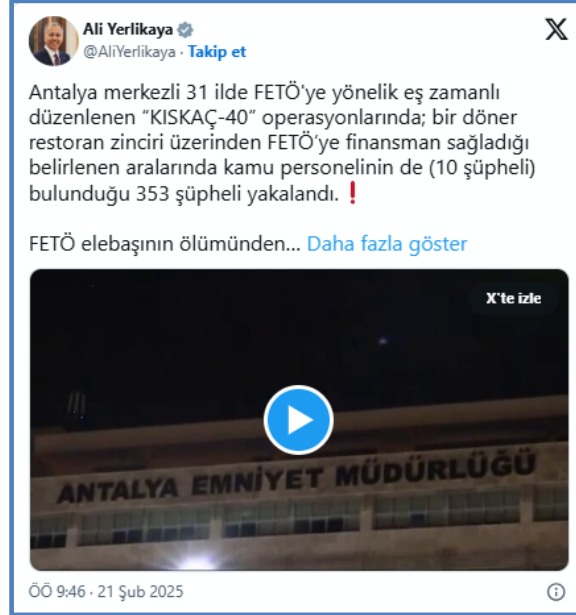 Ali Yerlikaya
@AliYerlikaya · Takip et
Antalya merkezli 31 ilde FETÖ'ye yönelik eş zamanlı
düzenlenen “KISKAÇ-40” operasyonlarında; bir döner
restoran zinciri üzerinden FETÖ’ye finansman sağladığı
belirlenen aralarında kamu personelinin de (10 şüpheli)
bulunduğu 353 şüpheli yakalandı.❗
FETÖ elebaşının ölümünden... Daha fazla göster
X'te izle
ANTALYA EMNİYET MÜDÜRLÜĞÜ
ÖÖ 9:46 · 21 Şub 2025